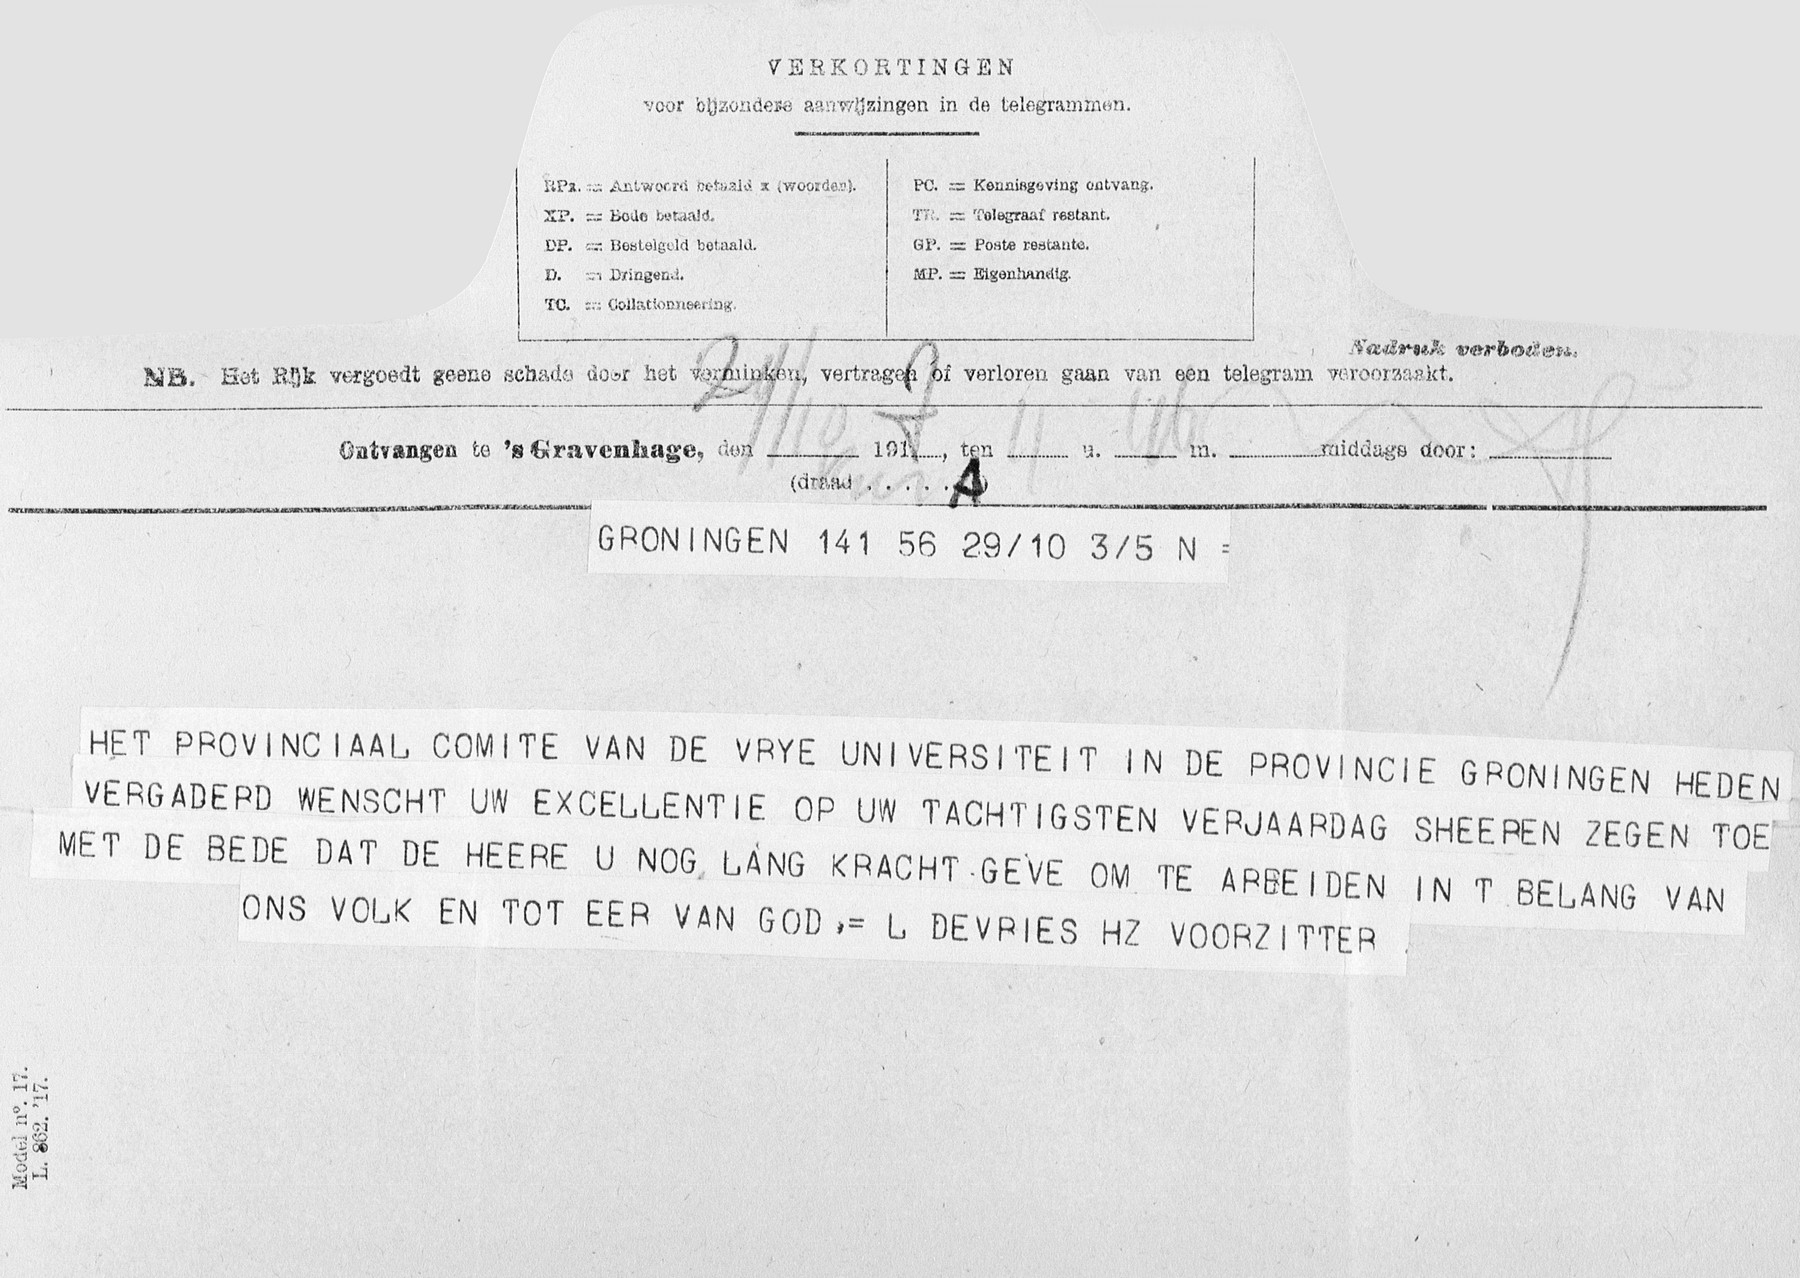 VERKORTINGEN
voor bijzondere aanwijzingen in de telegrammen.
RPx. = Antwoord betaald x (woorden).
XP. = Bode betaald.
DP. = Bestelgeld betaald.
D. = Dringend.
TC. = Collationneering.
PC. = Kennisgeving ontvang.
TR. = Telegraaf restant.
GP. = Poste restante.
MP. = Eigenhandig.
Nadruk verboden.
NB. Het Rijk vergoedt geene schade door het verminken, vertragen of verloren gaan van een telegram veroorzaakt.
Ontvangen te 's Gravenhage, den 29/10 1917, ten 11 u. 46 m. middags door:
(draad . . . . . A)
GRONINGEN 141 56 29/10 3/5 N =
HET PROVINCIAAL COMITE VAN DE VRYE UNIVERSITEIT IN DE PROVINCIE GRONINGEN HEDEN
VERGADERD WENSCHT UW EXCELLENTIE OP UW TACHTIGSTEN VERJAARDAG SHEEREN ZEGEN TOE
MET DE BEDE DAT DE HEERE U NOG LANG KRACHT GEVE OM TE ARBEIDEN IN T BELANG VAN
ONS VOLK EN TOT EER VAN GOD ,= L DEVRIES HZ VOORZITTER
Model nº. 17.
L. 862. '17.